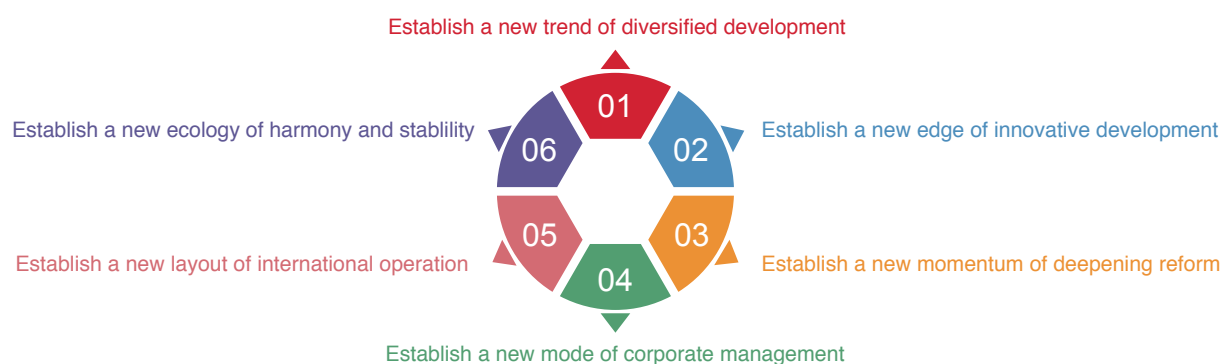 Establish a new trend of diversified development
01
Establish a new ecology of harmony and stablility
06
02
Establish a new edge of innovative development
Establish a new layout of international operation
05
03
Establish a new momentum of deepening reform
04
Establish a new mode of corporate management